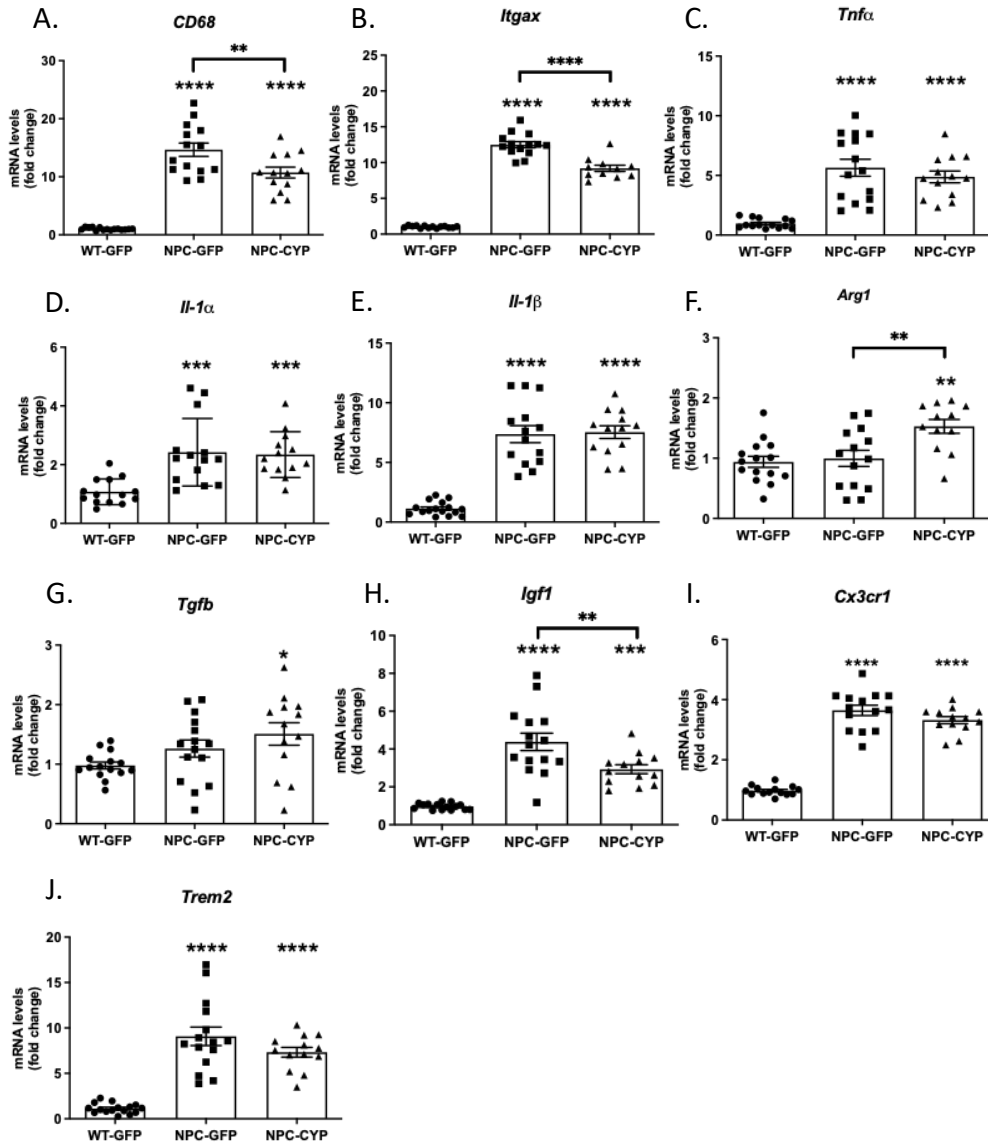 A.
CD68
mRNA levels
(fold change)
30
20
10
0
**
****
****
WT-GFP NPC-GFP NPC-CYP
B.
Itgax
mRNA levels
(fold change)
25
20
15
10
5
0
****
****
****
WT-GFP NPC-GFP NPC-CYP
C.
Tnfα
mRNA levels
(fold change)
15
10
5
0
****
****
WT-GFP NPC-GFP NPC-CYP
D.
Il-1α
mRNA levels
(fold change)
6
4
2
0
***
***
WT-GFP NPC-GFP NPC-CYP
E.
Il-1β
mRNA levels
(fold change)
15
10
5
0
****
****
WT-GFP NPC-GFP NPC-CYP
F.
Arg1
mRNA levels
(fold change)
3
2
1
0
**
**
WT-GFP NPC-GFP NPC-CYP
G.
Tgfb
mRNA levels
(fold change)
3
2
1
0
*
WT-GFP NPC-GFP NPC-CYP
H.
Igf1
mRNA levels
(fold change)
10
8
6
4
2
0
**
****
***
WT-GFP NPC-GFP NPC-CYP
I.
Cx3cr1
mRNA levels
(fold change)
6
4
2
0
****
****
WT-GFP NPC-GFP NPC-CYP
J.
Trem2
mRNA levels
(fold change)
20
15
10
5
0
****
****
WT-GFP NPC-GFP NPC-CYP